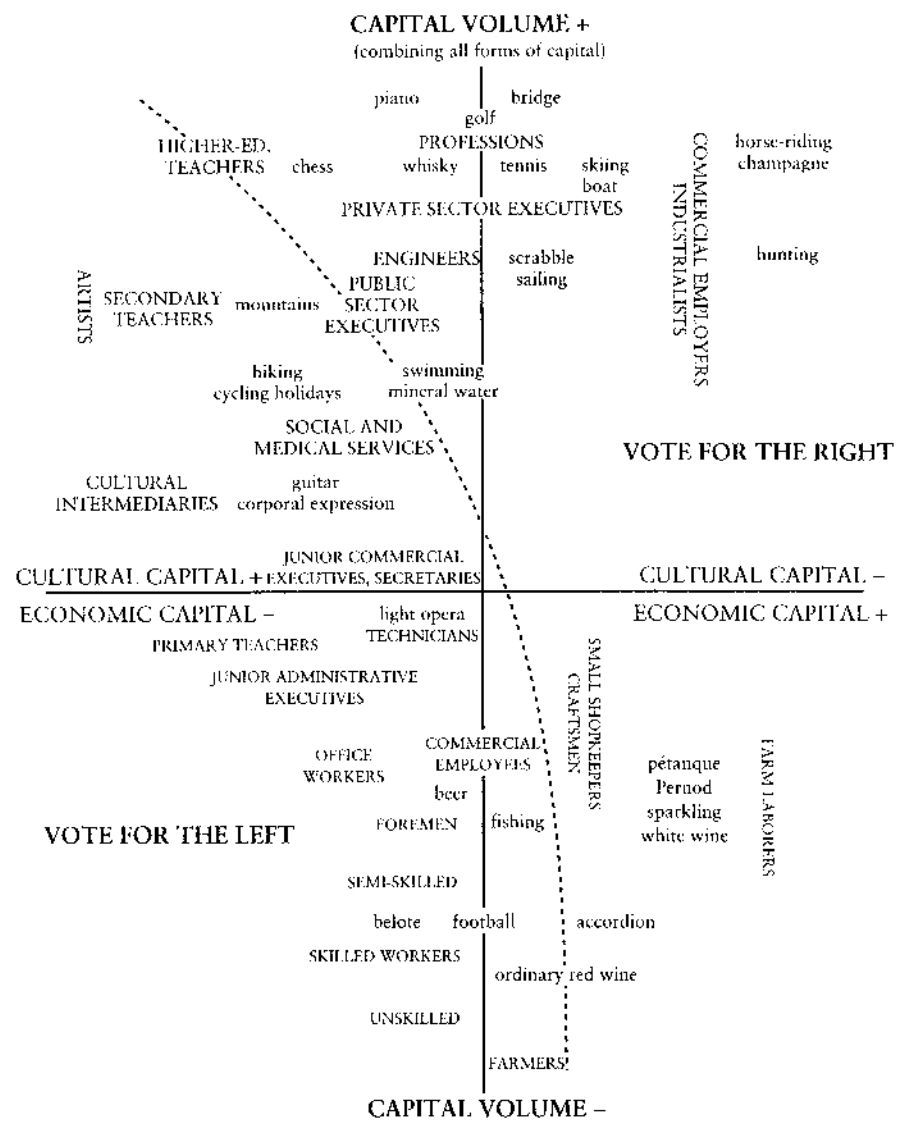 CAPITAL VOLUME +
(combining all forms of capital)
piano
bridge
golf
HIGHER-ED.
TEACHERS
chess
PROFESSIONS
whisky
tennis
skiing
boat
PRIVATE SECTOR EXECUTIVES
COMMERCIAL EMPLOYERS
INDUSTRIALISTS
horse-riding
champagne
ENGINEERS
scrabble
sailing
hunting
ARTISTS
SECONDARY
TEACHERS
mountains
PUBLIC
SECTOR
EXECUTIVES
hiking
cycling holidays
swimming
mineral water
SOCIAL AND
MEDICAL SERVICES
VOTE FOR THE RIGHT
CULTURAL
INTERMEDIARIES
guitar
corporal expression
JUNIOR COMMERCIAL
EXECUTIVES, SECRETARIES
CULTURAL CAPITAL +
CULTURAL CAPITAL –
ECONOMIC CAPITAL –
ECONOMIC CAPITAL +
light opera
TECHNICIANS
PRIMARY TEACHERS
JUNIOR ADMINISTRATIVE
EXECUTIVES
SMALL SHOPKEEPERS
CRAFTSMEN
OFFICE
WORKERS
COMMERCIAL
EMPLOYEES
beer
pétanque
Pernod
sparkling
white wine
FARM LABORERS
VOTE FOR THE LEFT
FOREMEN
fishing
SEMI-SKILLED
belote
football
accordion
SKILLED WORKERS
ordinary red wine
UNSKILLED
FARMERS
CAPITAL VOLUME –